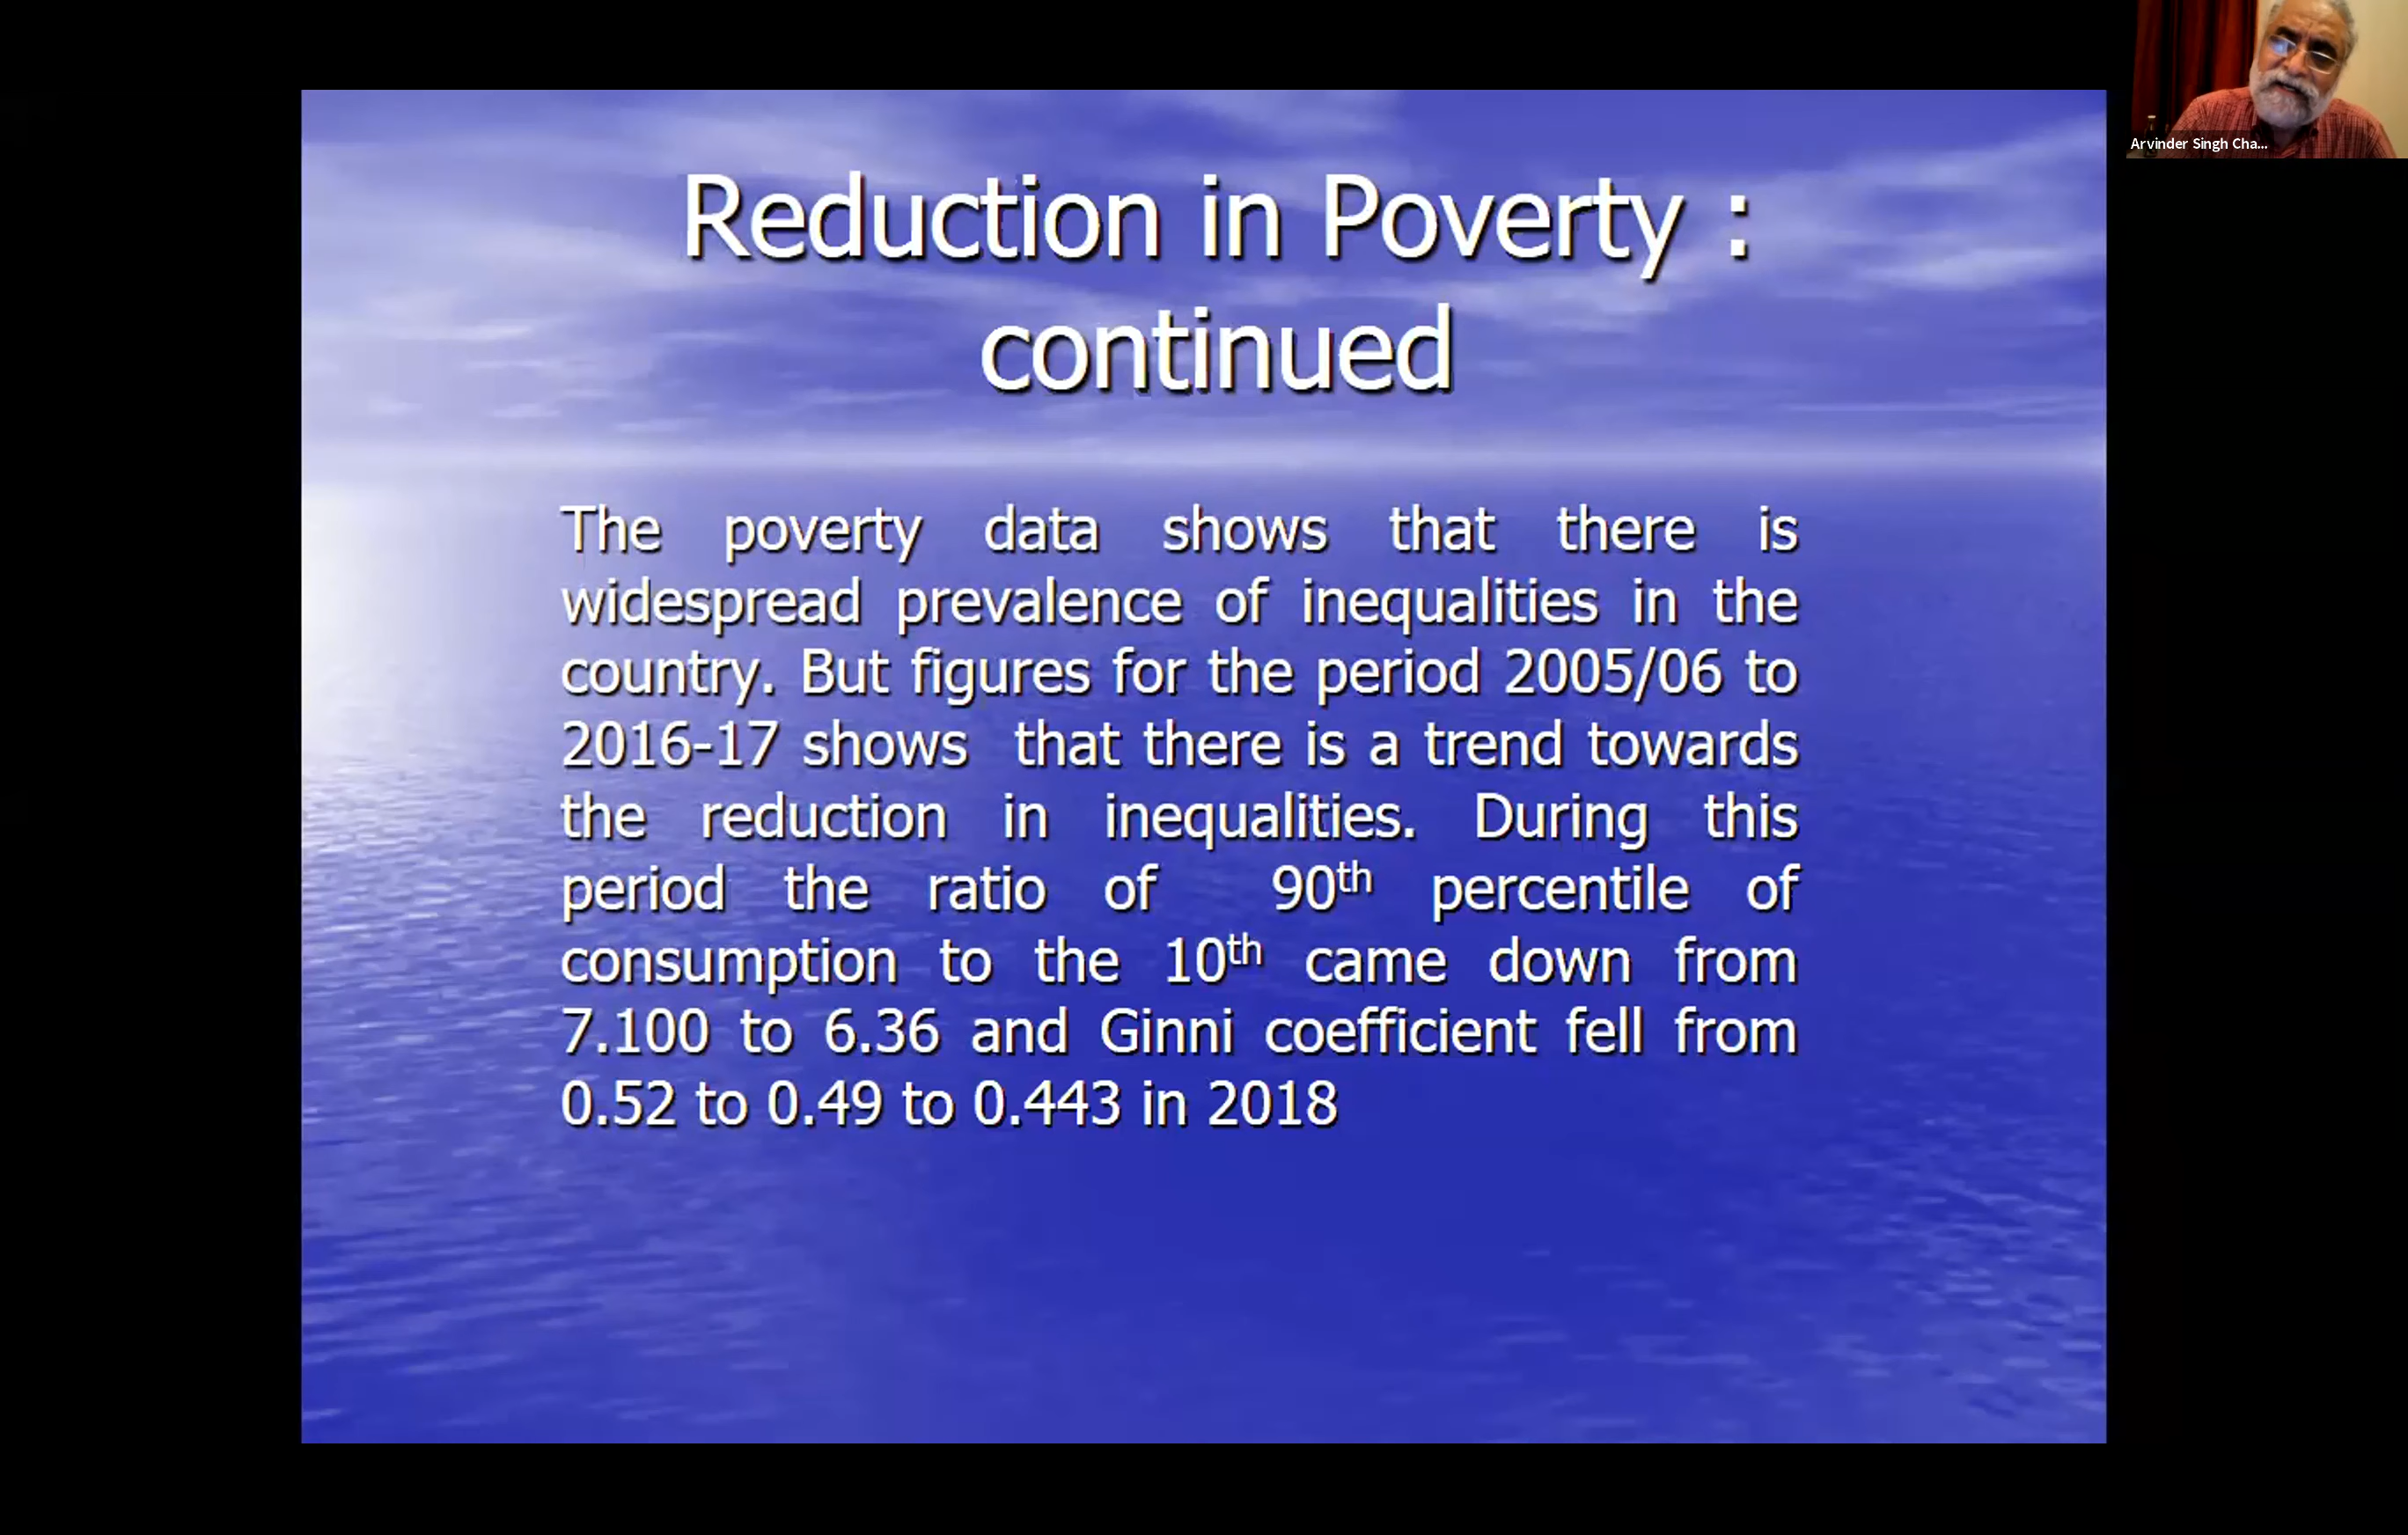 Reduction in Poverty :
continued
The poverty data shows that there is
widespread prevalence of inequalities in the
country. But figures for the period 2005/06 to
2016-17 shows that there is a trend towards
the reduction in inequalities. During this
period the ratio of 90th percentile of
consumption to the 10th came down from
7.100 to 6.36 and Ginni coefficient fell from
0.52 to 0.49 to 0.443 in 2018
Arvinder Singh Cha...